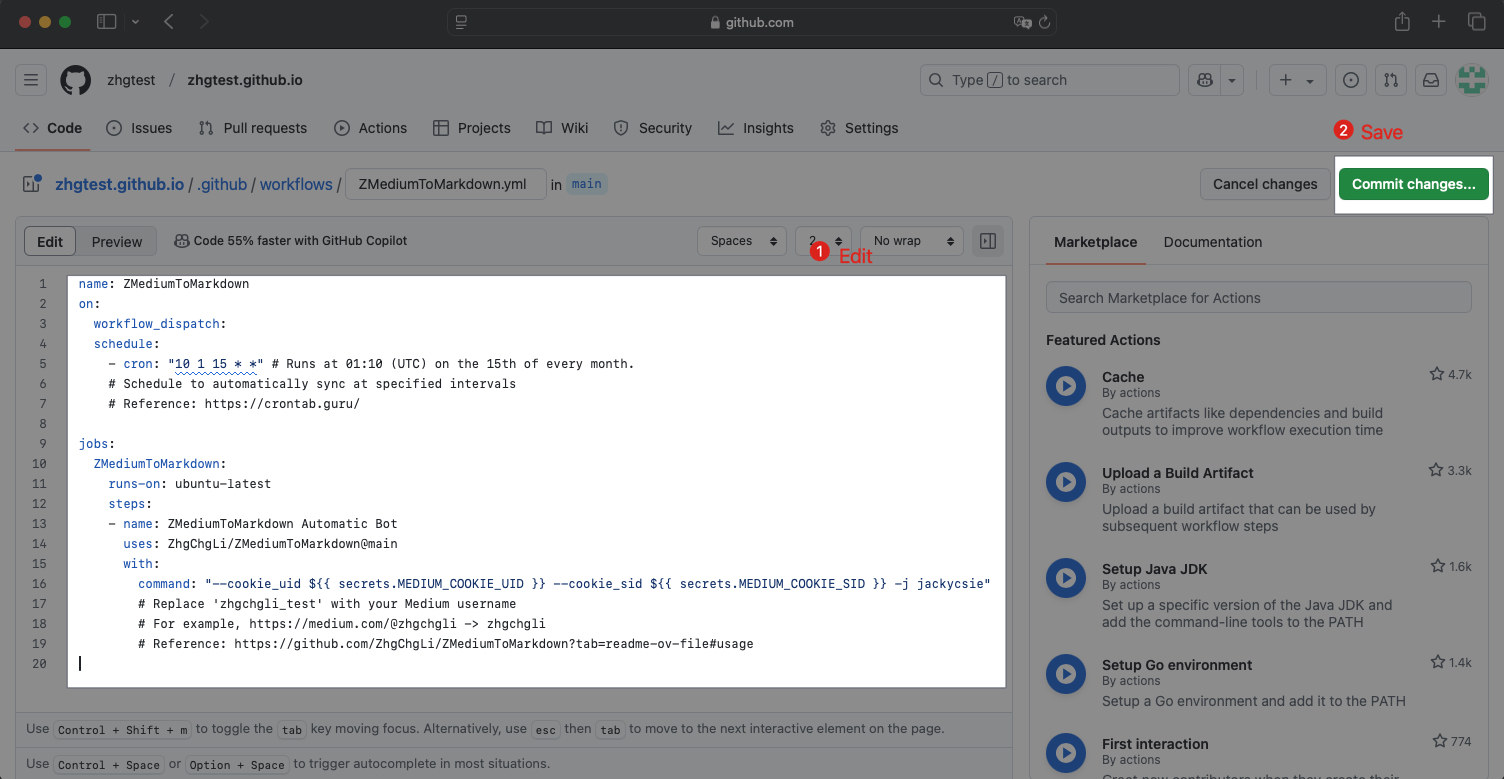 github.com
zhgtest / zhgtest.github.io
Type / to search
Code Issues Pull requests Actions Projects Wiki Security Insights Settings
2 Save
zhgtest.github.io / .github / workflows / ZMediumToMarkdown.yml in main
Cancel changes Commit changes...
Edit Preview Code 55% faster with GitHub Copilot Spaces 2 No wrap
1 Edit
1 name: ZMediumToMarkdown
2 on:
3 workflow_dispatch:
4 schedule:
5 - cron: "10 1 15 * *" # Runs at 01:10 (UTC) on the 15th of every month.
6 # Schedule to automatically sync at specified intervals
7 # Reference: https://crontab.guru/
8
9 jobs:
10 ZMediumToMarkdown:
11 runs-on: ubuntu-latest
12 steps:
13 - name: ZMediumToMarkdown Automatic Bot
14 uses: ZhgChgLi/ZMediumToMarkdown@main
15 with:
16 command: "--cookie_uid ${{ secrets.MEDIUM_COOKIE_UID }} --cookie_sid ${{ secrets.MEDIUM_COOKIE_SID }} -j jackycsie"
17 # Replace 'zhgchgli_test' with your Medium username
18 # For example, https://medium.com/@zhgchgli -> zhgchgli
19 # Reference: https://github.com/ZhgChgLi/ZMediumToMarkdown?tab=readme-ov-file#usage
20
Use Control + Shift + m to toggle the tab key moving focus. Alternatively, use esc then tab to move to the next interactive element on the page.
Use Control + Space or Option + Space to trigger autocomplete in most situations.
Marketplace Documentation
Search Marketplace for Actions
Featured Actions
Cache 4.7k
By actions
Cache artifacts like dependencies and build
outputs to improve workflow execution time
Upload a Build Artifact 3.3k
By actions
Upload a build artifact that can be used by
subsequent workflow steps
Setup Java JDK 1.6k
By actions
Set up a specific version of the Java JDK and
add the command-line tools to the PATH
Setup Go environment 1.4k
By actions
Setup a Go environment and add it to the PATH
First interaction 774
By actions
Greet new contributors when they create their